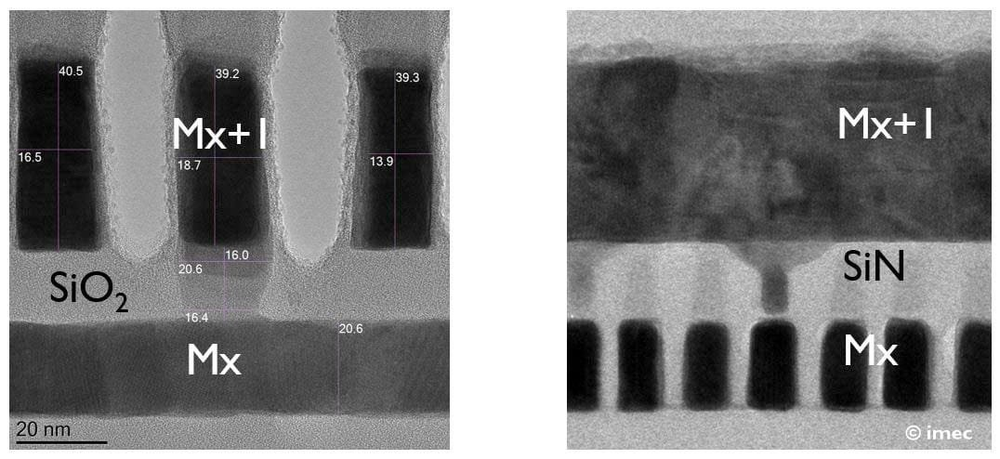 40.5
39.2
39.3
Mx+1
16.5
18.7
13.9
16.0
20.6
SiO2
16.4
20.6
Mx
20 nm
Mx+1
SiN
Mx
© imec